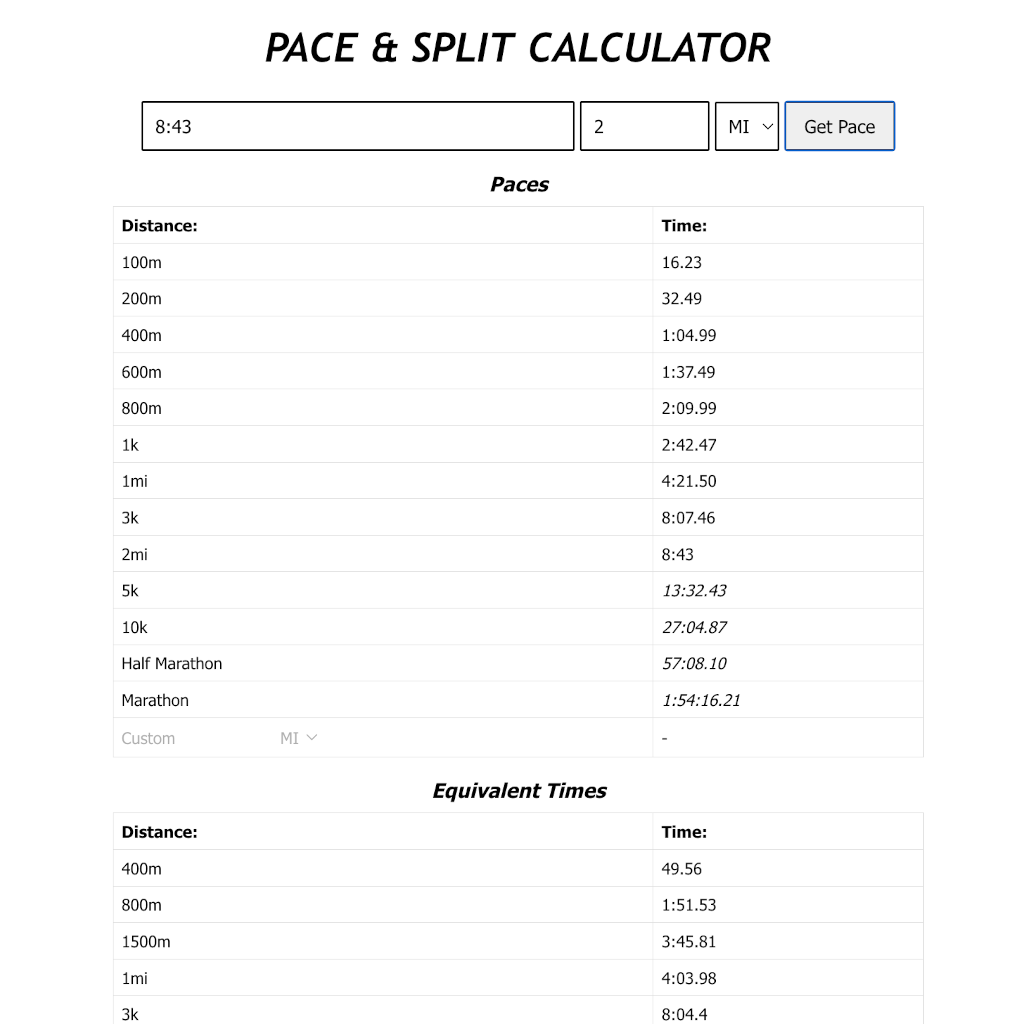 PACE & SPLIT CALCULATOR
8:43 2 MI Get Pace
Paces
Distance: Time:
100m 16.23
200m 32.49
400m 1:04.99
600m 1:37.49
800m 2:09.99
1k 2:42.47
1mi 4:21.50
3k 8:07.46
2mi 8:43
5k 13:32.43
10k 27:04.87
Half Marathon 57:08.10
Marathon 1:54:16.21
Custom MI -
Equivalent Times
Distance: Time:
400m 49.56
800m 1:51.53
1500m 3:45.81
1mi 4:03.98
3k 8:04.4